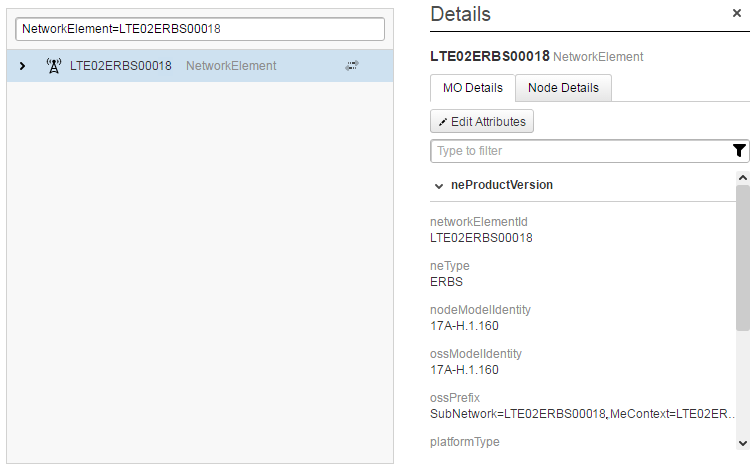 NetworkElement=LTE02ERBS00018
LTE02ERBS00018 NetworkElement
Details
LTE02ERBS00018 NetworkElement
MO Details Node Details
Edit Attributes
Type to filter
neProductVersion
networkElementId
LTE02ERBS00018
neType
ERBS
nodeModelIdentity
17A-H.1.160
ossModelIdentity
17A-H.1.160
ossPrefix
SubNetwork=LTE02ERBS00018,MeContext=LTE02ER...
platformType